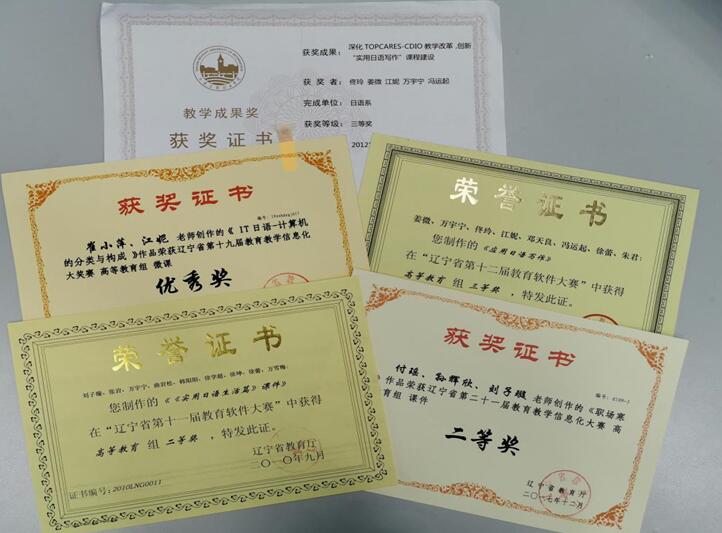 教学成果奖
获奖证书
获奖成果： 深化 TOPCARES-CDIO 教学改革 ,创新
“实用日语写作” 课程建设
获 奖 者： 佟玲 姜微 江妮 万宇宁 冯运起
完成单位： 日语系
获奖等级： 三等奖
2012
获奖证书
崔小萍、江妮 老师创作的《 IT日语-计算机
的分类与构成 》作品荣获辽宁省第十九届教育教学信息化
大奖赛 高等教育组 微课
优秀奖
荣誉证书
姜微、万宇宁、佟玲、江妮、邓天良、冯运起、徐蕾、朱君：
您制作的《应用日语写作》
在“辽宁省第十二届教育软件大赛”中获得
高等教育 组 三等奖 ，特发此证。
荣誉证书
您制作的《《实用日语生活篇》课件》
在“辽宁省第十一届教育软件大赛”中获得
高等教育 组 二等奖 ，特发此证。
辽宁省教育厅
二〇一〇年九月
证书编号：2010LNG0011
获奖证书
付瑶、孙辉欣、刘子璇 老师创作的《职场寒
作品荣获辽宁省第二十一届教育教学信息化大奖赛 高
育组 课件
二等奖
辽宁省教育厅
二〇一七年十二月